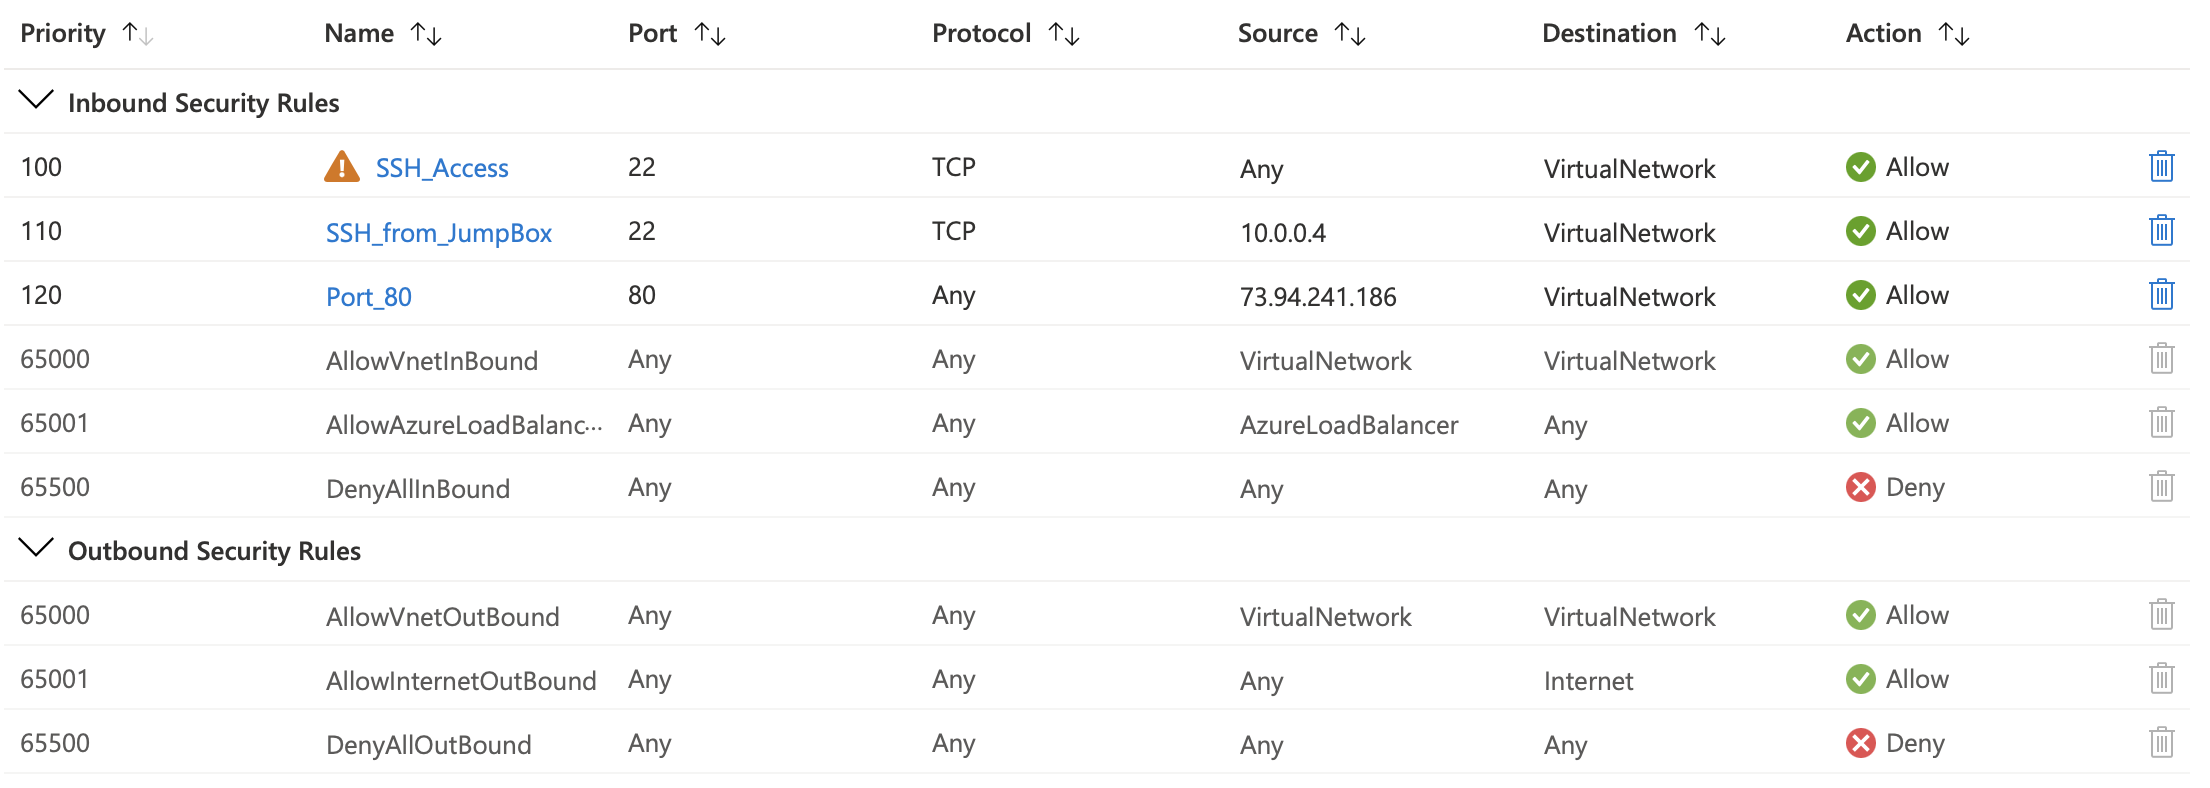 Priority Name Port Protocol Source Destination Action
Inbound Security Rules
100 SSH_Access 22 TCP Any VirtualNetwork Allow
110 SSH_from_JumpBox 22 TCP 10.0.0.4 VirtualNetwork Allow
120 Port_80 80 Any 73.94.241.186 VirtualNetwork Allow
65000 AllowVnetInBound Any Any VirtualNetwork VirtualNetwork Allow
65001 AllowAzureLoadBalanc... Any Any AzureLoadBalancer Any Allow
65500 DenyAllInBound Any Any Any Any Deny
Outbound Security Rules
65000 AllowVnetOutBound Any Any VirtualNetwork VirtualNetwork Allow
65001 AllowInternetOutBound Any Any Any Internet Allow
65500 DenyAllOutBound Any Any Any Any Deny